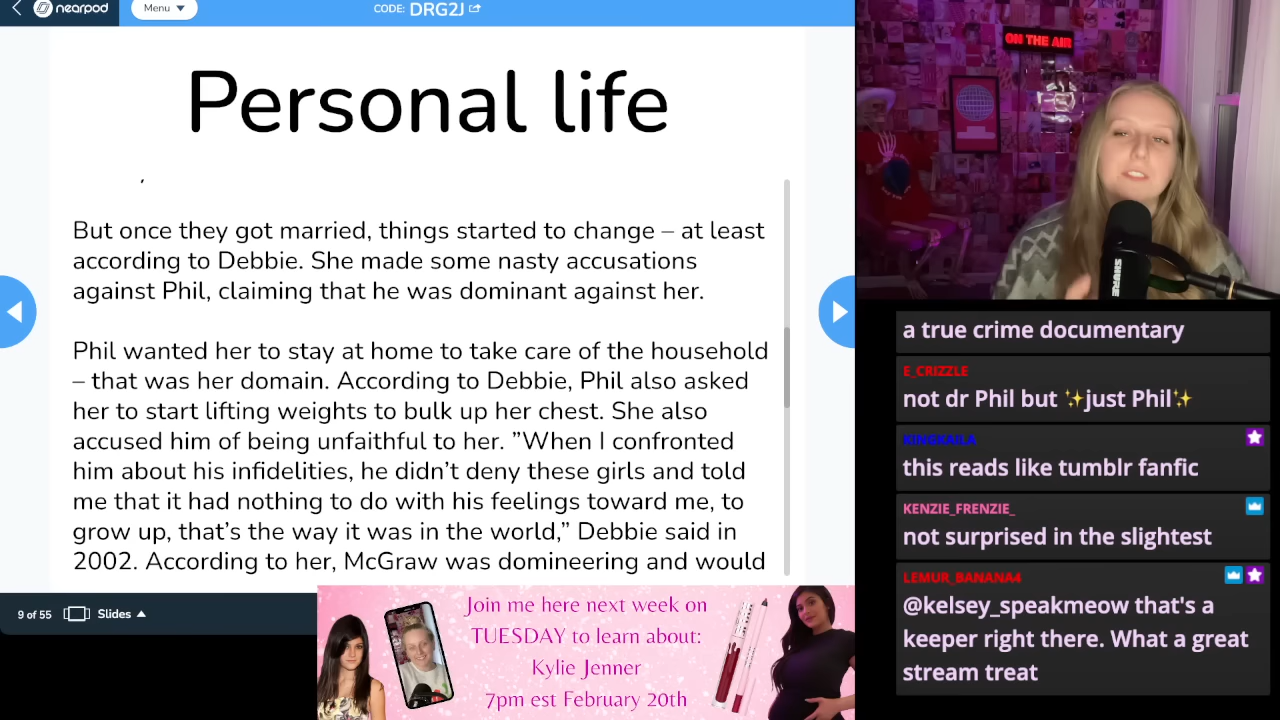 nearpod
Menu
CODE: DRG2J
ON THE AIR
Personal life
But once they got married, things started to change – at least
according to Debbie. She made some nasty accusations
against Phil, claiming that he was dominant against her.
Phil wanted her to stay at home to take care of the household
– that was her domain. According to Debbie, Phil also asked
her to start lifting weights to bulk up her chest. She also
accused him of being unfaithful to her. ”When I confronted
him about his infidelities, he didn’t deny these girls and told
me that it had nothing to do with his feelings toward me, to
grow up, that’s the way it was in the world,” Debbie said in
2002. According to her, McGraw was domineering and would
9 of 55
Slides
Join me here next week on
TUESDAY to learn about:
Kylie Jenner
7pm est February 20th
SHURE
a true crime documentary
E_CRIZZLE
not dr Phil but ✨just Phil✨
KINGKAILA
this reads like tumblr fanfic
KENZIE_FRENZIE_
not surprised in the slightest
LEMUR_BANANA4
@kelsey_speakmeow that's a
keeper right there. What a great
stream treat